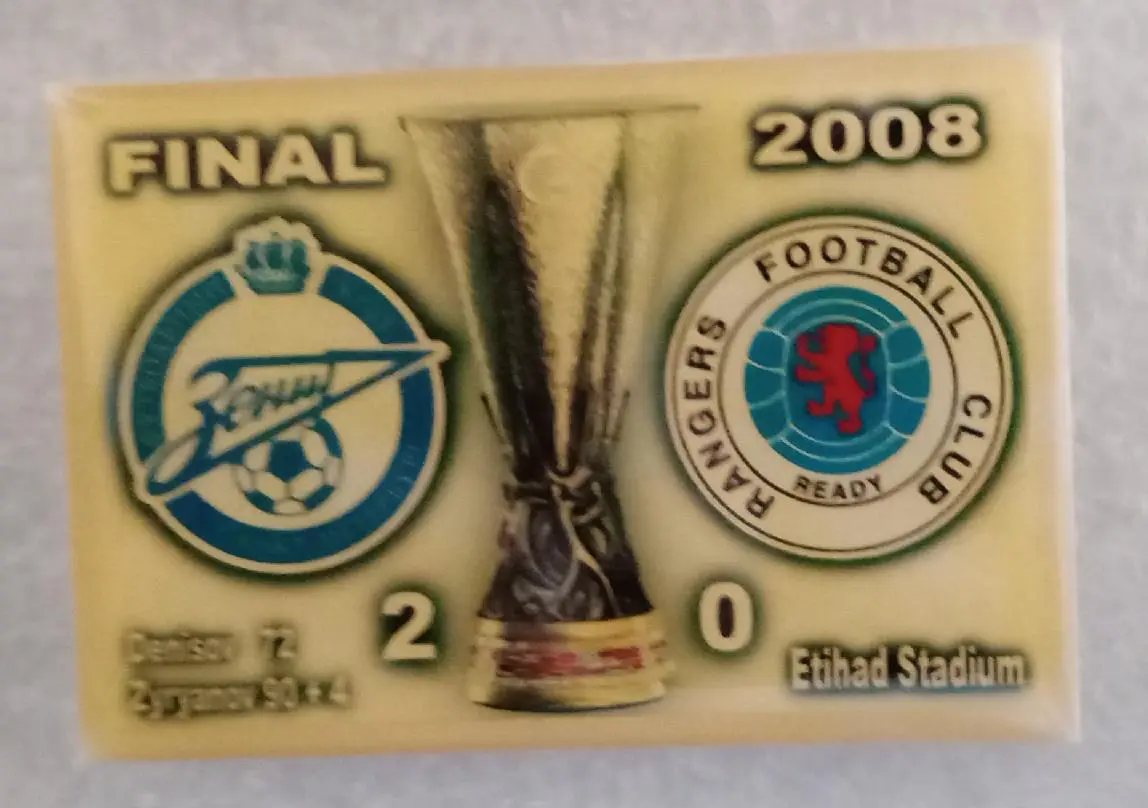 FINAL
2008
Зенит
RANGERS FOOTBALL CLUB
READY
2
0
Denisov 72
Zyryanov 90 + 4
Etihad Stadium